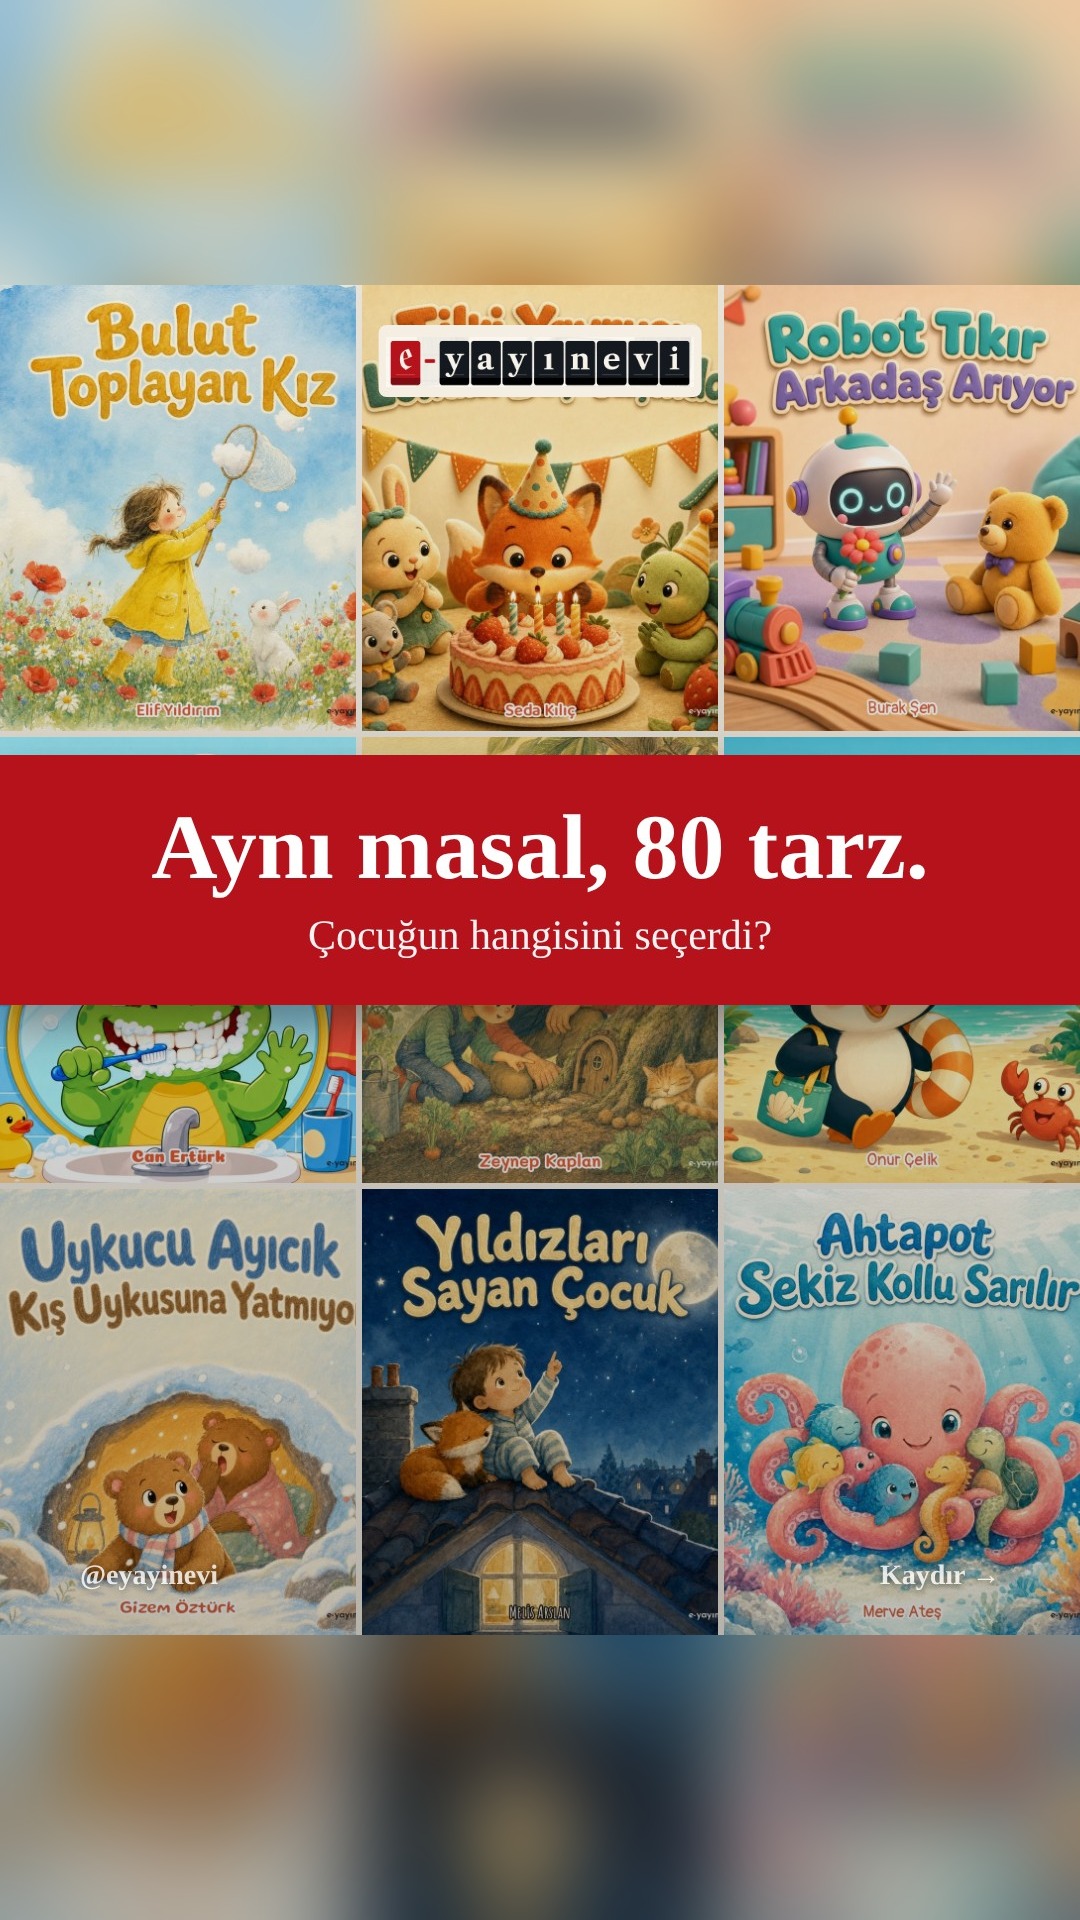 Bulut
Toplayan Kız
e-yayınevi
Robot Tıkır
Arkadaş Arıyor
Elif Yıldırım
Seda Kılıç
Burak Şen
Aynı masal, 80 tarz.
Çocuğun hangisini seçerdi?
Can Ertürk
Zeynep Kaplan
Onur Çelik
Uykucu Ayıcık
Kış Uykusuna Yatmıyo
Yıldızları
Sayan Çocuk
Ahtapot
Sekiz Kollu Sarılır
@eyayinevi
Kaydır →
Gizem Öztürk
Melis Arslan
Merve Ateş